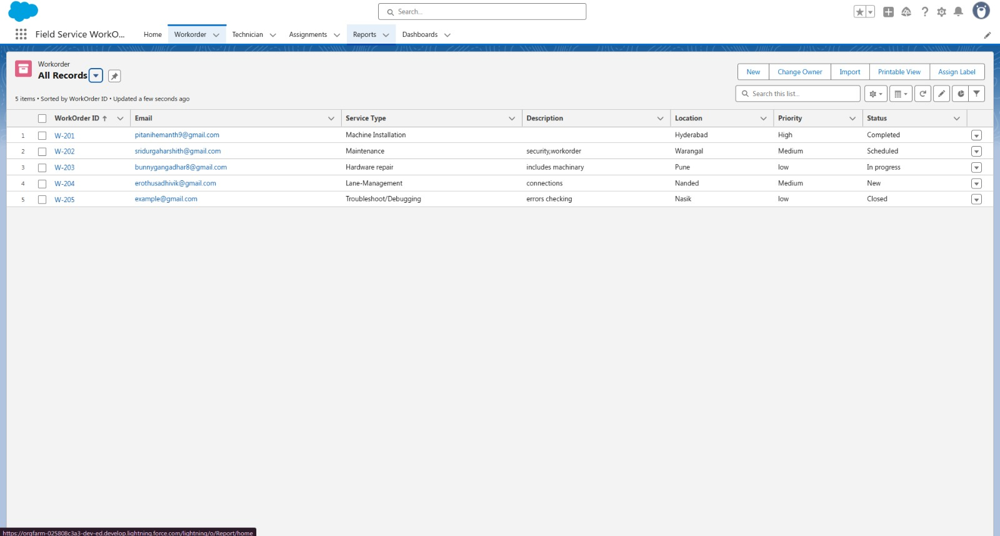 Search...
Field Service WorkO...
Home
Workorder
Technician
Assignments
Reports
Dashboards
Workorder
All Records
New
Change Owner
Import
Printable View
Assign Label
5 items • Sorted by WorkOrder ID • Updated a few seconds ago
Search this list...
WorkOrder ID ↑ Email Service Type Description Location Priority Status
1 W-201 pitanihemanth9@gmail.com Machine Installation Hyderabad High Completed
2 W-202 sridurgaharshith@gmail.com Maintenance security,workorder Warangal Medium Scheduled
3 W-203 bunnygangadhar8@gmail.com Hardware repair includes machinary Pune low In progress
4 W-204 erothusadhivik@gmail.com Lane-Management connections Nanded Medium New
5 W-205 example@gmail.com Troubleshoot/Debugging errors checking Nasik low Closed
https://orgfarm-025808c3a3-dev-ed.develop.lightning.force.com/lightning/o/Report/home